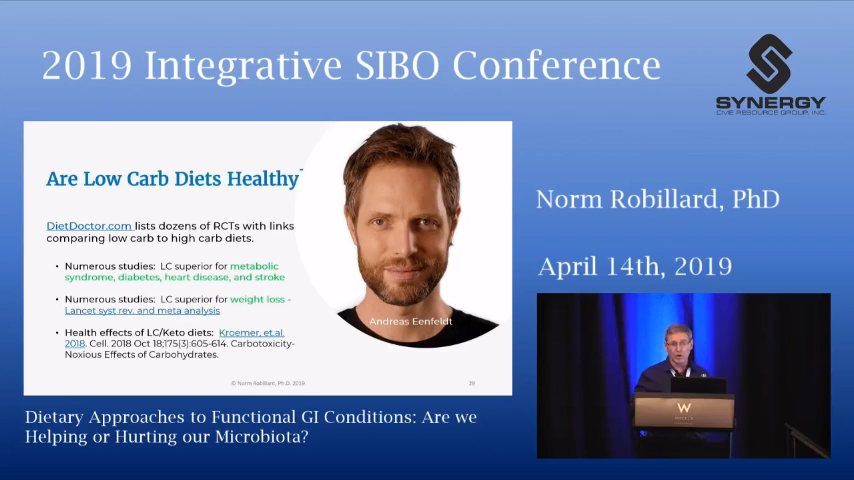 2019 Integrative SIBO Conference
SYNERGY
CME RESOURCE GROUP, INC.
Are Low Carb Diets Healthy
DietDoctor.com lists dozens of RCTs with links
comparing low carb to high carb diets.
• Numerous studies: LC superior for metabolic
syndrome, diabetes, heart disease, and stroke
• Numerous studies: LC superior for weight loss -
Lancet syst rev. and meta analysis
• Health effects of LC/Keto diets: Kroemer, et.al.
2018. Cell. 2018 Oct 18;175(3):605-614. Carbotoxicity-
Noxious Effects of Carbohydrates.
Andreas Eenfeldt
© Norm Robillard, Ph.D. 2019
29
Norm Robillard, PhD
April 14th, 2019
W
Dietary Approaches to Functional GI Conditions: Are we
Helping or Hurting our Microbiota?